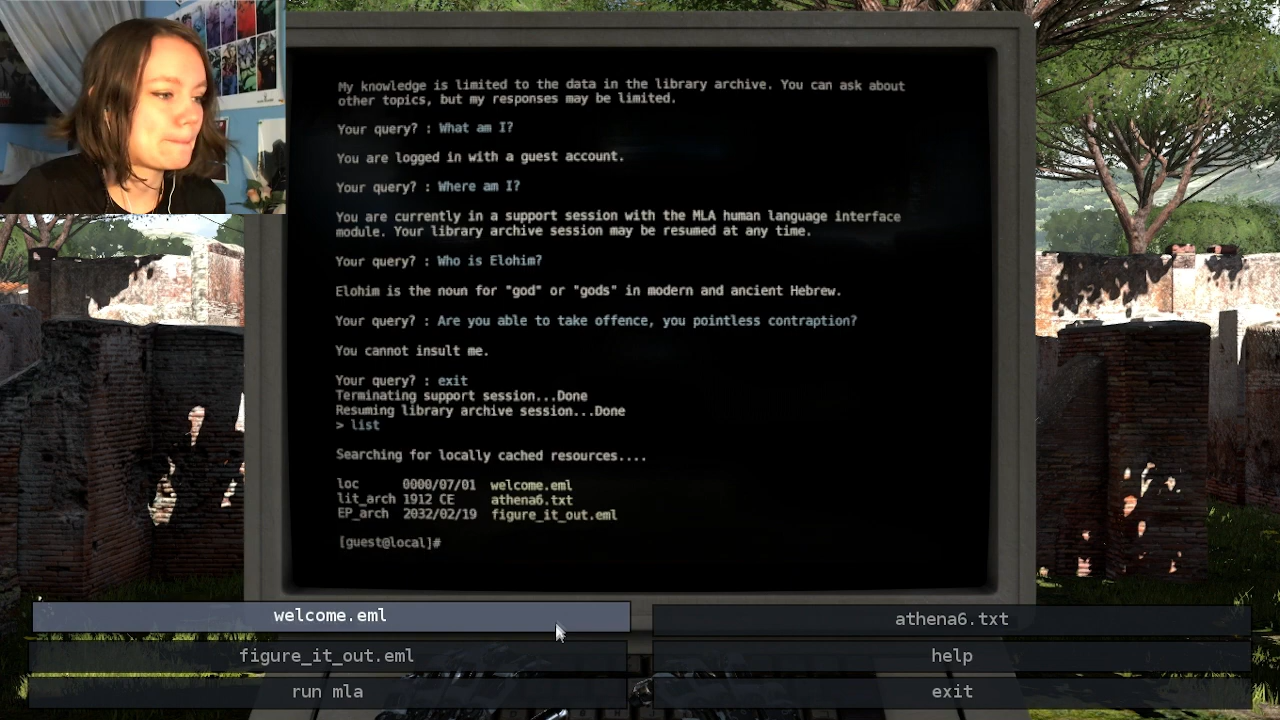 My knowledge is limited to the data in the library archive. You can ask about
other topics, but my responses may be limited.
Your query? : What am I?
You are logged in with a guest account.
Your query? : Where am I?
You are currently in a support session with the MLA human language interface
module. Your library archive session may be resumed at any time.
Your query? : Who is Elohim?
Elohim is the noun for "god" or "gods" in modern and ancient Hebrew.
Your query? : Are you able to take offence, you pointless contraption?
You cannot insult me.
Your query? : exit
Terminating support session...Done
Resuming library archive session...Done
> list
Searching for locally cached resources....
loc 0000/07/01 welcome.eml
lit_arch 1912 CE athena6.txt
EP_arch 2032/02/19 figure_it_out.eml
[guest@local]#
welcome.eml
athena6.txt
figure_it_out.eml
help
run mla
exit